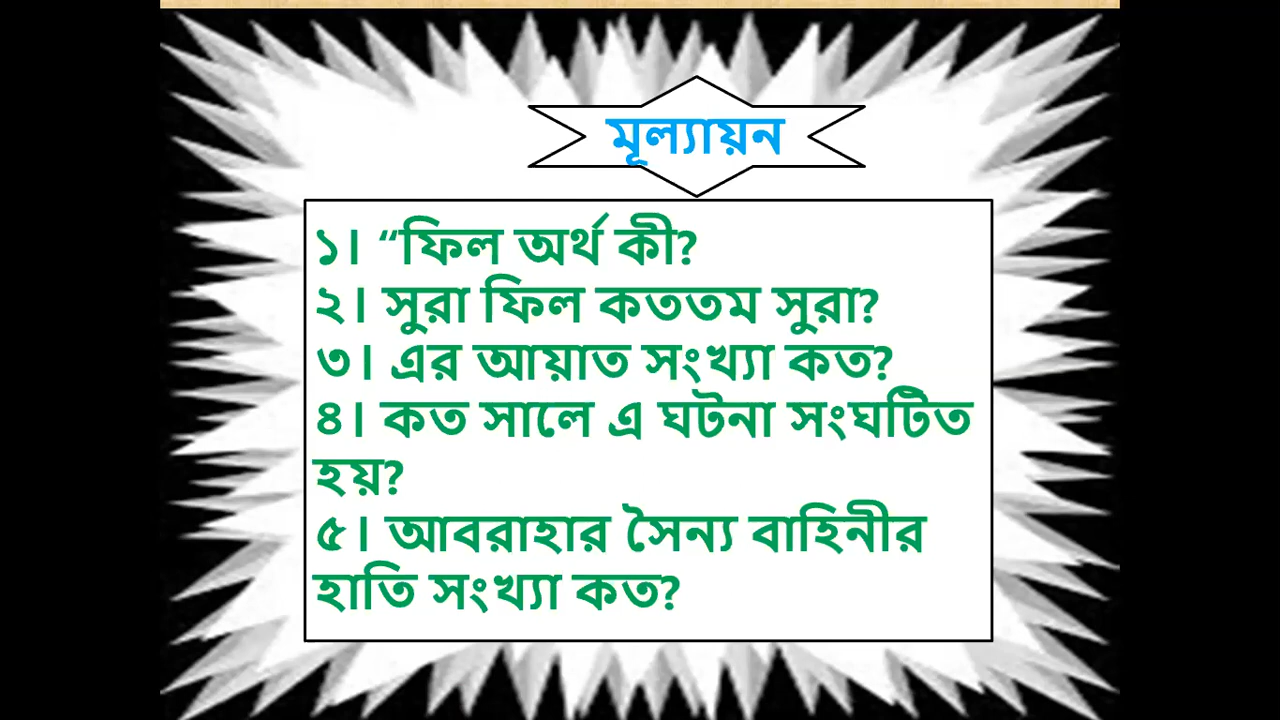 মূল্যায়ন
১। “ফিল অর্থ কী?
২। সুরা ফিল কততম সুরা?
৩। এর আয়াত সংখ্যা কত?
৪। কত সালে এ ঘটনা সংঘটিত
হয়?
৫। আবরাহার সৈন্য বাহিনীর
হাতি সংখ্যা কত?